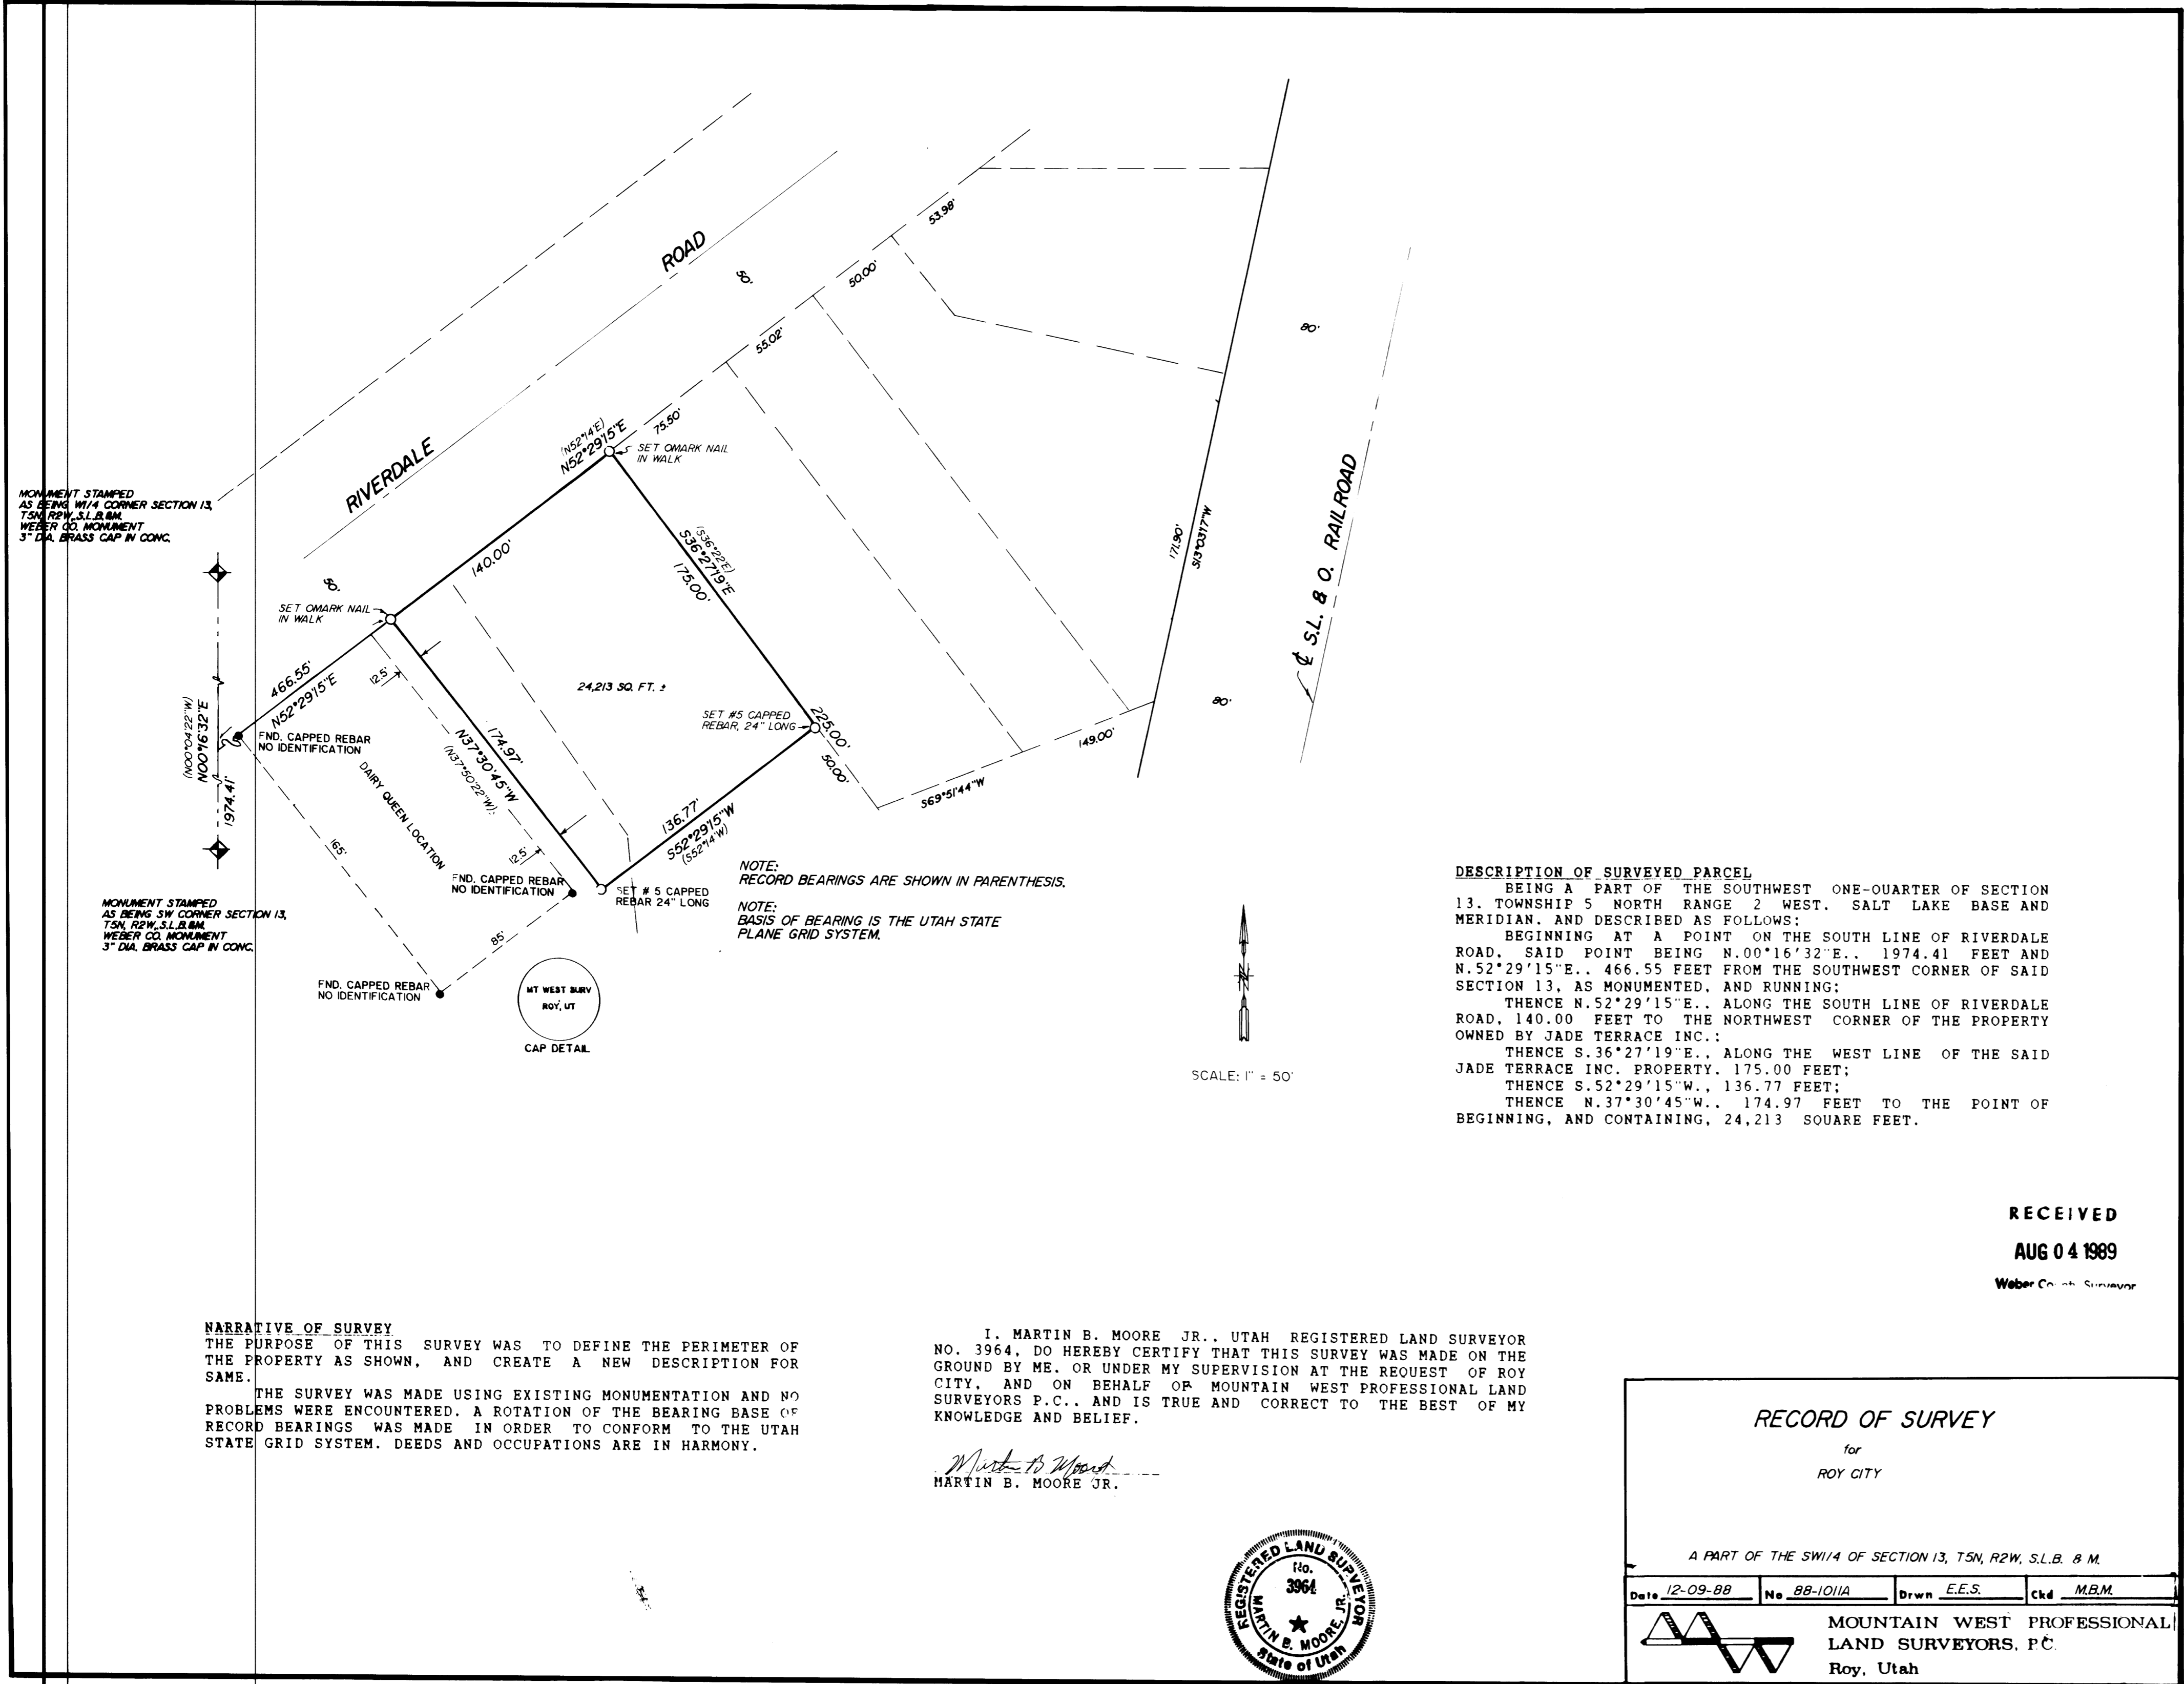 RIVERDALE
ROAD
50'
50'
53.98'
50.00'
55.02'
75.50'
(N52°14'E)
N52°29'15"E
SET OMARK NAIL
IN WALK
140.00'
(S36°22'E)
S36°27'19"E
175.00'
225.00'
50.00'
80'
80'
171.90'
S13°03'17"W
℄ S.L. & O. RAILROAD
149.00'
S69°51'44"W
MONUMENT STAMPED
AS BEING W1/4 CORNER SECTION 13,
T5N, R2W, S.L.B.&M.
WEBER CO. MONUMENT
3" DIA. BRASS CAP IN CONC.
SET OMARK NAIL
IN WALK
466.55'
N52°29'15"E
12.5'
24,213 SQ. FT. ±
SET #5 CAPPED
REBAR, 24" LONG
(N00°04'22"W)
N00°16'32"E
1974.41'
FND. CAPPED REBAR
NO IDENTIFICATION
DAIRY QUEEN LOCATION
174.97'
N37°30'45"W
(N37°50'22"W)
136.77'
S52°29'15"W
(S52°14'W)
165'
12.5'
FND. CAPPED REBAR
NO IDENTIFICATION
SET # 5 CAPPED
REBAR 24" LONG
85'
MONUMENT STAMPED
AS BEING SW CORNER SECTION 13,
T5N, R2W, S.L.B.&M.
WEBER CO. MONUMENT
3" DIA. BRASS CAP IN CONC.
FND. CAPPED REBAR
NO IDENTIFICATION
MT WEST SURV
ROY, UT
CAP DETAIL
NOTE:
RECORD BEARINGS ARE SHOWN IN PARENTHESIS.
NOTE:
BASIS OF BEARING IS THE UTAH STATE
PLANE GRID SYSTEM.
N
SCALE: 1" = 50'
DESCRIPTION OF SURVEYED PARCEL
BEING A PART OF THE SOUTHWEST ONE-QUARTER OF SECTION
13. TOWNSHIP 5 NORTH RANGE 2 WEST. SALT LAKE BASE AND
MERIDIAN. AND DESCRIBED AS FOLLOWS:
BEGINNING AT A POINT ON THE SOUTH LINE OF RIVERDALE
ROAD, SAID POINT BEING N.00°16'32"E., 1974.41 FEET AND
N.52°29'15"E., 466.55 FEET FROM THE SOUTHWEST CORNER OF SAID
SECTION 13, AS MONUMENTED, AND RUNNING:
THENCE N.52°29'15"E., ALONG THE SOUTH LINE OF RIVERDALE
ROAD, 140.00 FEET TO THE NORTHWEST CORNER OF THE PROPERTY
OWNED BY JADE TERRACE INC.:
THENCE S.36°27'19"E., ALONG THE WEST LINE OF THE SAID
JADE TERRACE INC. PROPERTY. 175.00 FEET;
THENCE S.52°29'15"W., 136.77 FEET;
THENCE N.37°30'45"W., 174.97 FEET TO THE POINT OF
BEGINNING, AND CONTAINING, 24,213 SQUARE FEET.
RECEIVED
AUG 04 1989
Weber Surveyor
NARRATIVE OF SURVEY
THE PURPOSE OF THIS SURVEY WAS TO DEFINE THE PERIMETER OF
THE PROPERTY AS SHOWN, AND CREATE A NEW DESCRIPTION FOR
SAME.
THE SURVEY WAS MADE USING EXISTING MONUMENTATION AND NO
PROBLEMS WERE ENCOUNTERED. A ROTATION OF THE BEARING BASE OF
RECORD BEARINGS WAS MADE IN ORDER TO CONFORM TO THE UTAH
STATE GRID SYSTEM. DEEDS AND OCCUPATIONS ARE IN HARMONY.
I. MARTIN B. MOORE JR., UTAH REGISTERED LAND SURVEYOR
NO. 3964, DO HEREBY CERTIFY THAT THIS SURVEY WAS MADE ON THE
GROUND BY ME. OR UNDER MY SUPERVISION AT THE REQUEST OF ROY
CITY, AND ON BEHALF OF MOUNTAIN WEST PROFESSIONAL LAND
SURVEYORS P.C., AND IS TRUE AND CORRECT TO THE BEST OF MY
KNOWLEDGE AND BELIEF.
Martin B Moore Jr
MARTIN B. MOORE JR.
REGISTERED LAND SURVEYOR
No.
3964
MARTIN B. MOORE, JR.
State of Utah
RECORD OF SURVEY
for
ROY CITY
A PART OF THE SW1/4 OF SECTION 13, T5N, R2W, S.L.B. & M.
Date 12-09-88 No 88-1011A Drwn E.E.S. Ckd M.B.M.
MOUNTAIN WEST PROFESSIONAL
LAND SURVEYORS, P.C.
Roy, Utah